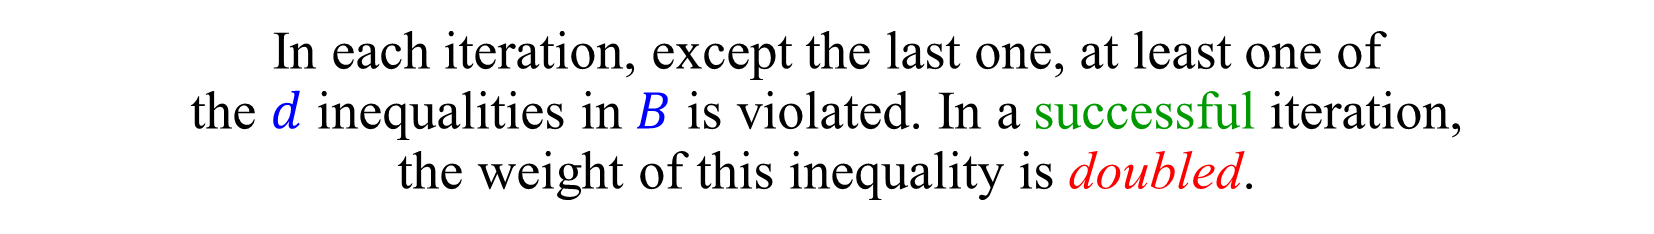 In each iteration, except the last one, at least one of
the d inequalities in B is violated. In a successful iteration,
the weight of this inequality is doubled.